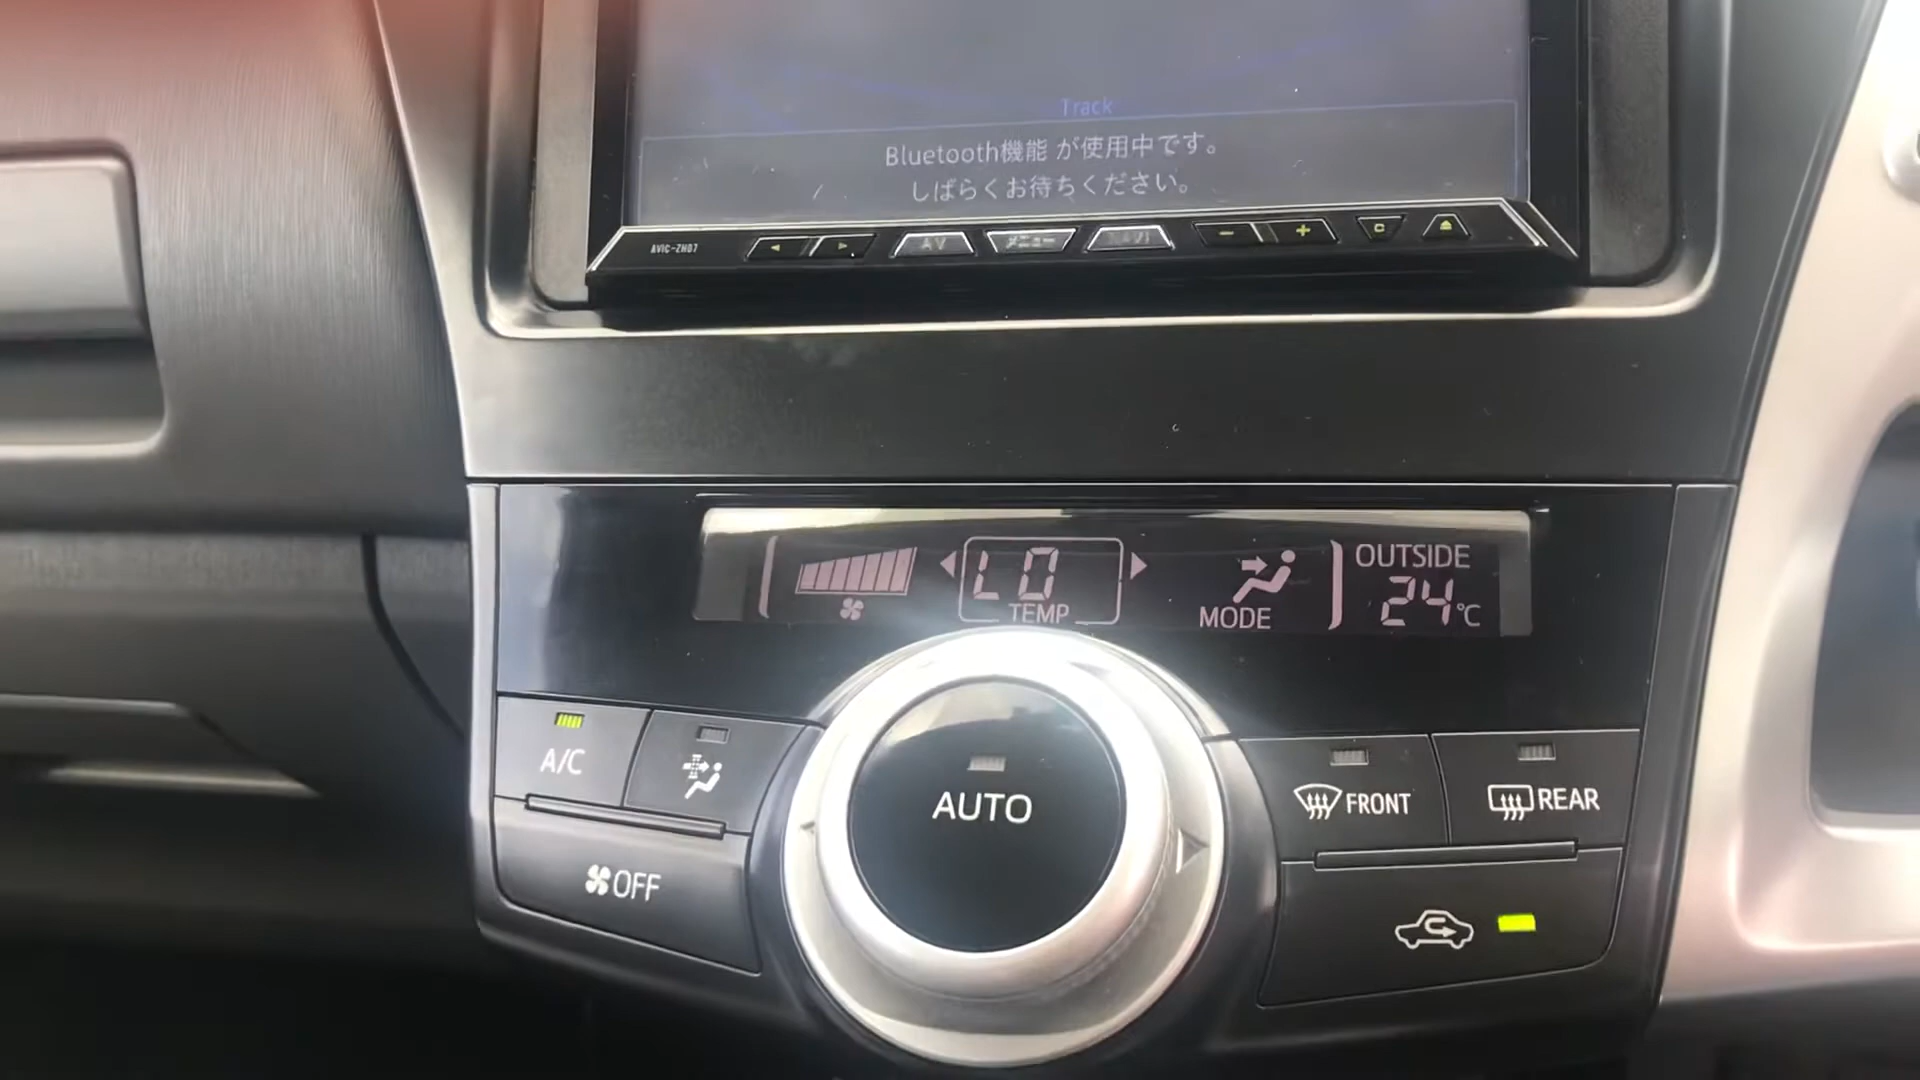 Track
Bluetooth機能 が使用中です。
しばらくお待ちください。
AVIC-ZH07
AV
メニュー
LO
TEMP
MODE
OUTSIDE
24℃
A/C
AUTO
FRONT
REAR
OFF